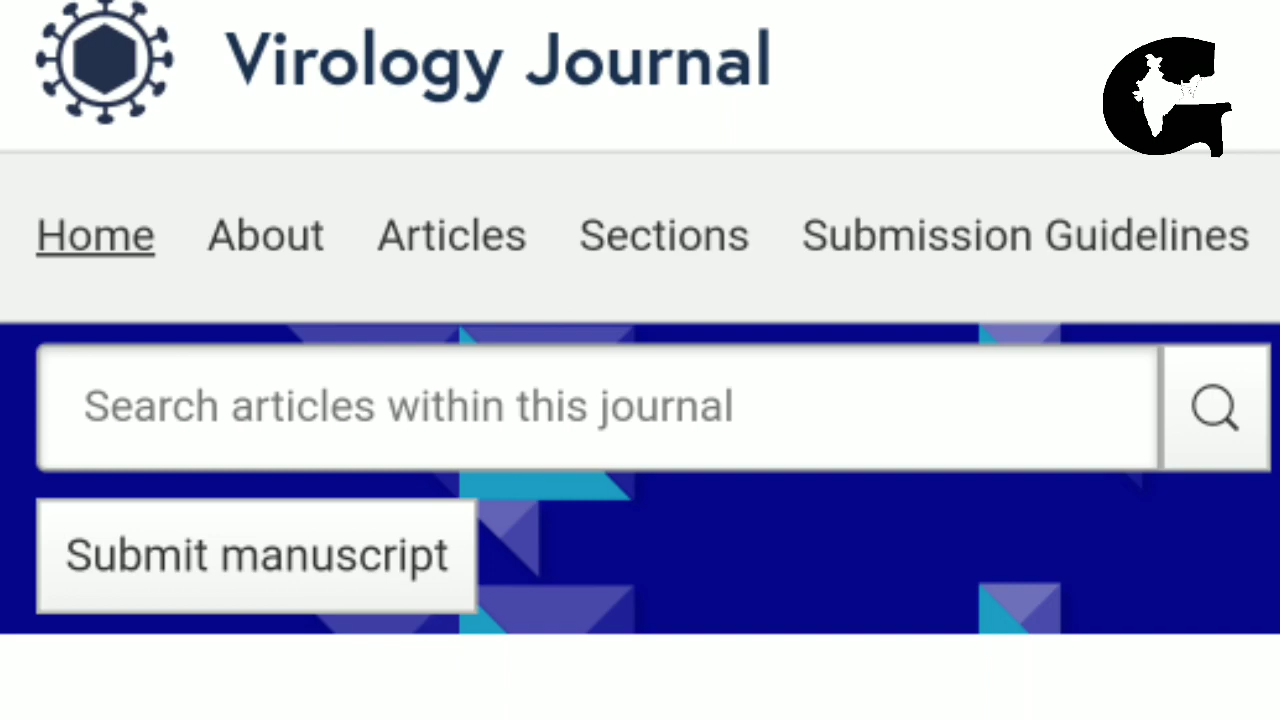 Virology Journal
Home About Articles Sections Submission Guidelines
Search articles within this journal
Submit manuscript